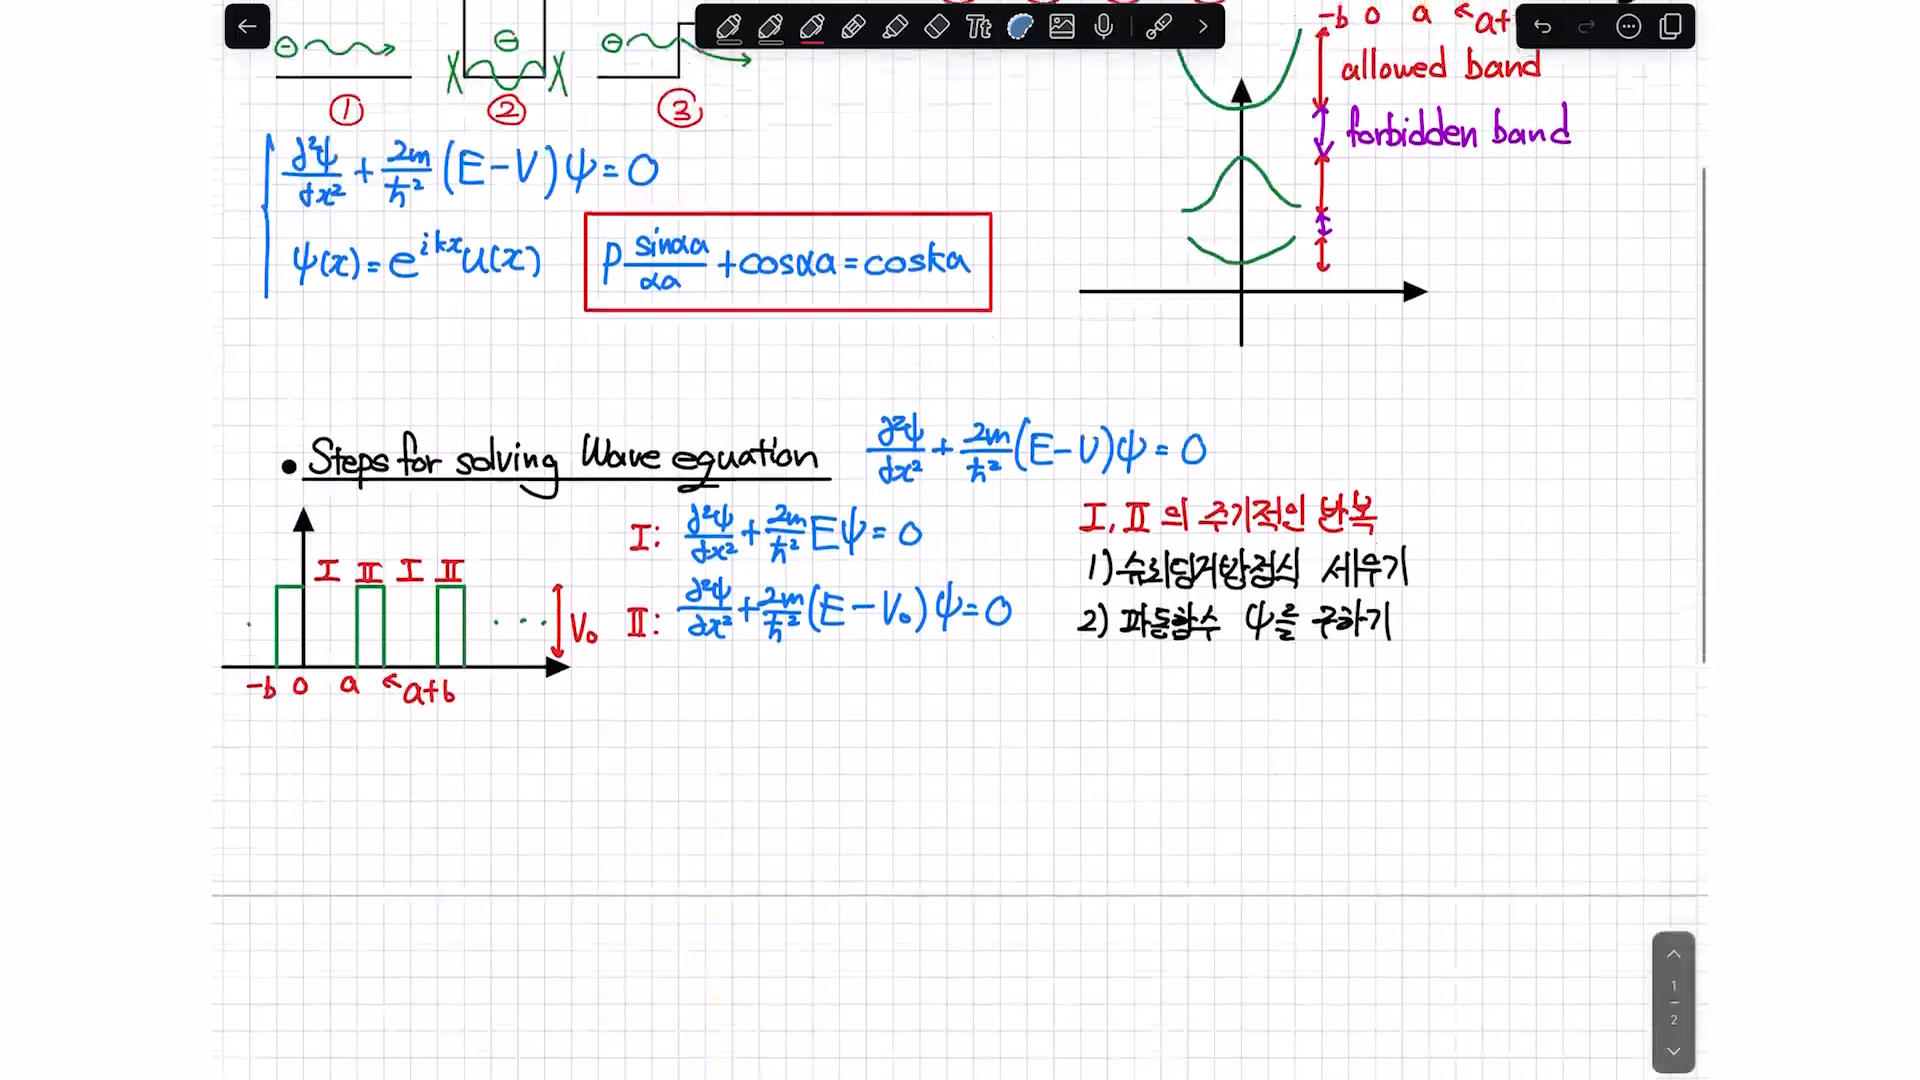 -b 0 a <a+
allowed band
forbidden band
① ② ③
d²ψ/dx² + 2m/ħ² (E-V)ψ = 0
ψ(x) = e^{ikx}u(x)
P sinαa/αa + cosαa = coska
• Steps for solving Wave equation
d²ψ/dx² + 2m/ħ² (E-V)ψ = 0
I: d²ψ/dx² + 2m/ħ² Eψ = 0
II: d²ψ/dx² + 2m/ħ² (E-V₀)ψ = 0
I II I II
... V₀
-b 0 a <a+b
I, II 의 주기적인 반복
1) 슈뢰딩거방정식 세우기
2) 파동함수 ψ를 구하기
Tt
1
2